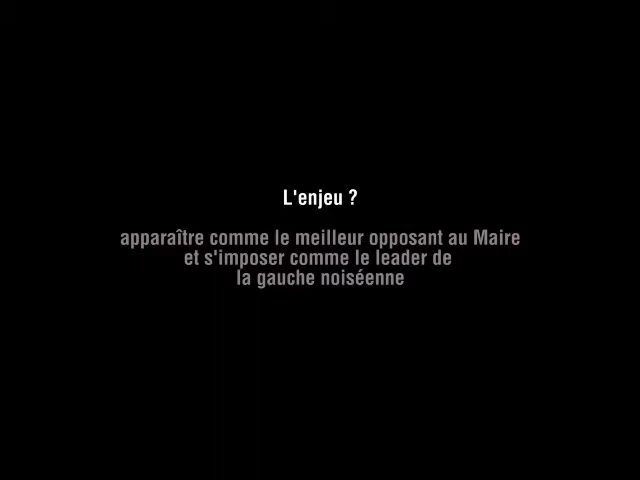 L'enjeu ?
apparaître comme le meilleur opposant au Maire
et s'imposer comme le leader de
la gauche noiséenne